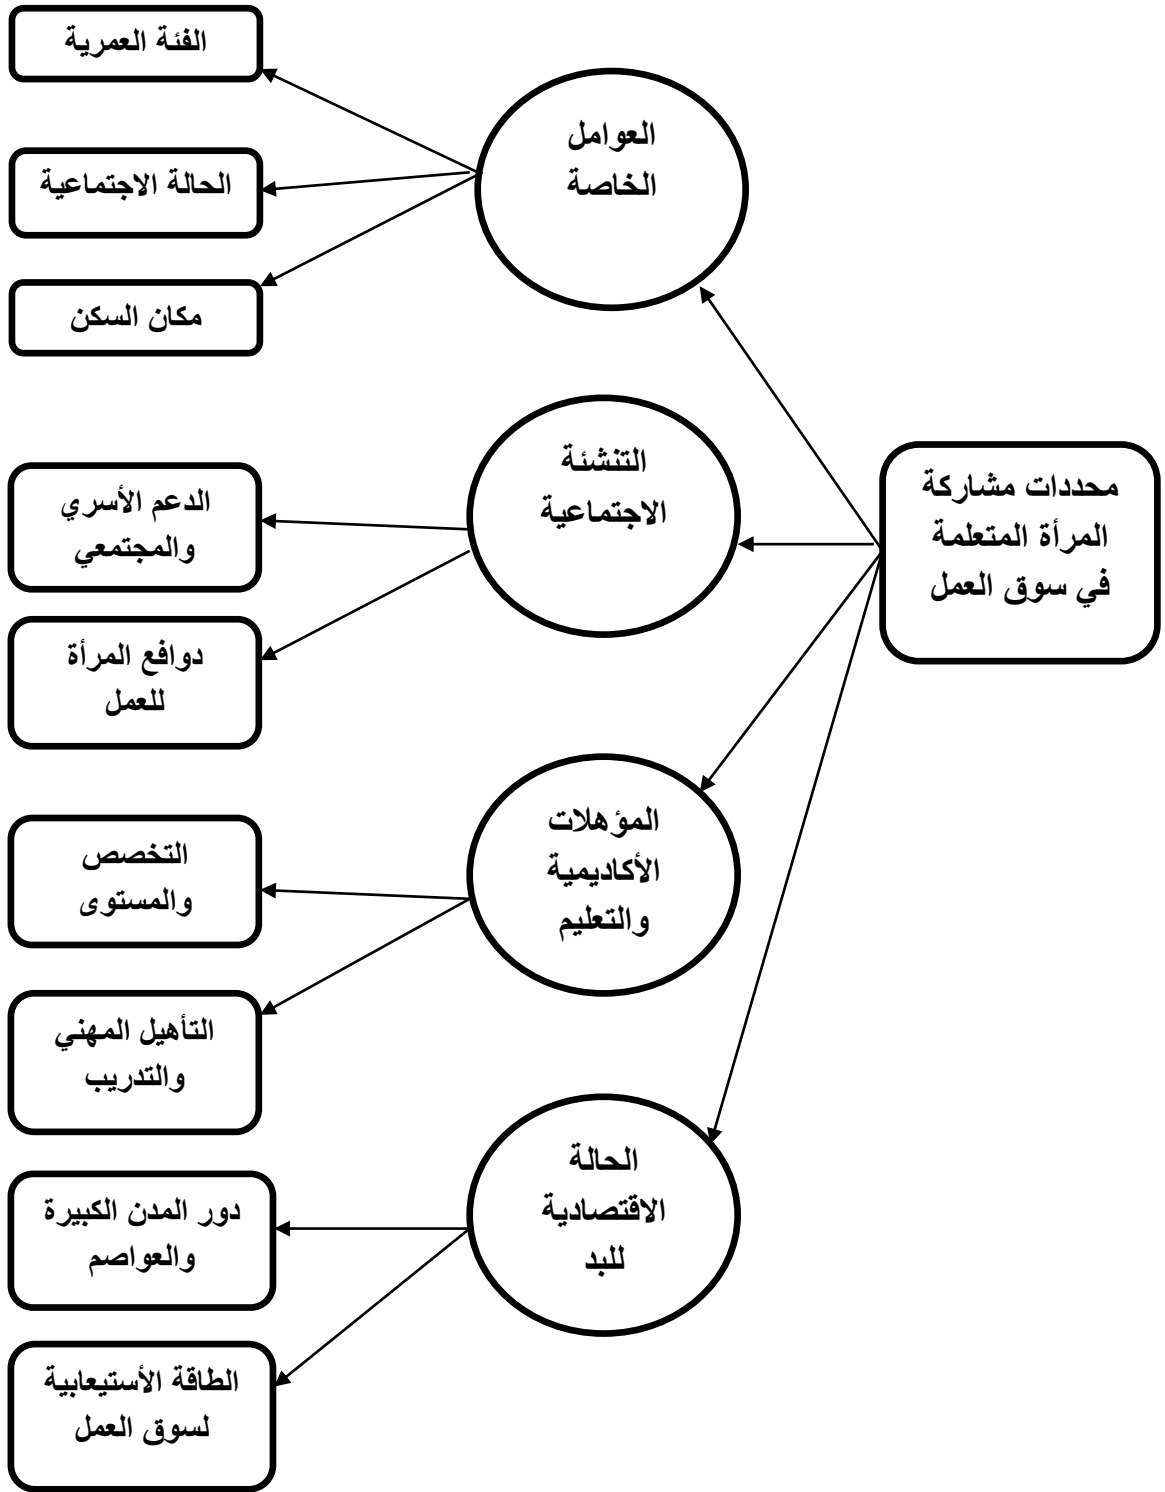 محددات مشاركة
المرأة المتعلمة
في سوق العمل
العوامل
الخاصة
الفئة العمرية
الحالة الاجتماعية
مكان السكن
التنشئة
الاجتماعية
الدعم الأسري
والمجتمعي
دوافع المرأة
للعمل
المؤهلات
الأكاديمية
والتعليم
التخصص
والمستوى
التأهيل المهني
والتدريب
الحالة
الاقتصادية
للبد
دور المدن الكبيرة
والعواصم
الطاقة الأستيعابية
لسوق العمل